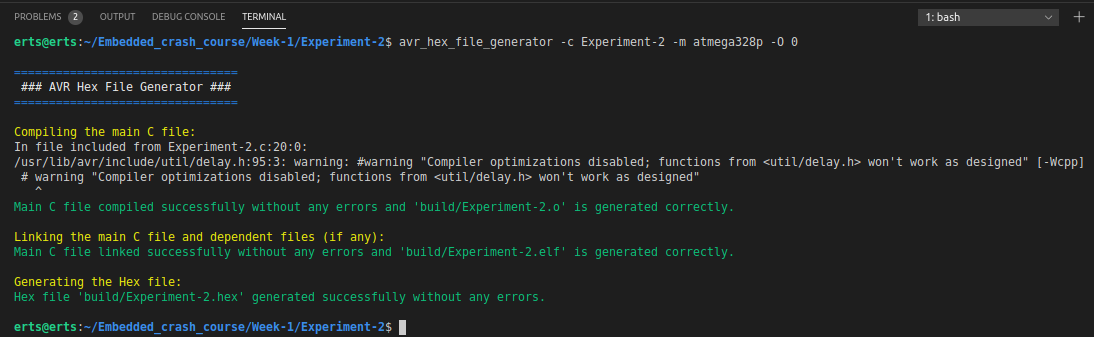 PROBLEMS 2 OUTPUT DEBUG CONSOLE TERMINAL 1: bash
erts@erts:~/Embedded_crash_course/Week-1/Experiment-2$ avr_hex_file_generator -c Experiment-2 -m atmega328p -O 0
================================
### AVR Hex File Generator ###
================================
Compiling the main C file:
In file included from Experiment-2.c:20:0:
/usr/lib/avr/include/util/delay.h:95:3: warning: #warning "Compiler optimizations disabled; functions from <util/delay.h> won't work as designed" [-Wcpp]
# warning "Compiler optimizations disabled; functions from <util/delay.h> won't work as designed"
^
Main C file compiled successfully without any errors and 'build/Experiment-2.o' is generated correctly.
Linking the main C file and dependent files (if any):
Main C file linked successfully without any errors and 'build/Experiment-2.elf' is generated correctly.
Generating the Hex file:
Hex file 'build/Experiment-2.hex' generated successfully without any errors.
erts@erts:~/Embedded_crash_course/Week-1/Experiment-2$